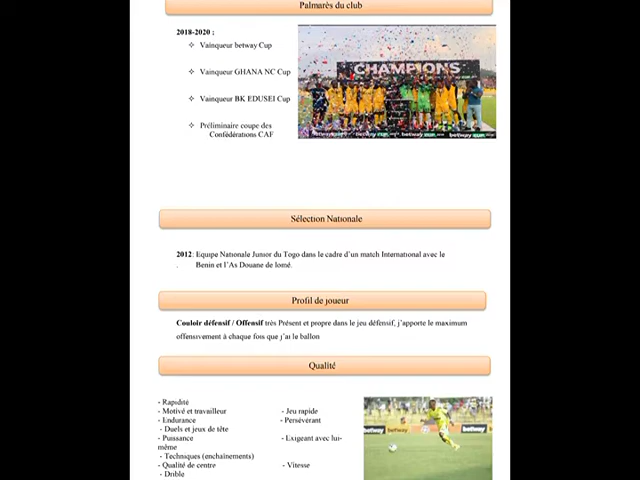 Palmarès du club
2018-2020 :
Vainqueur betway Cup
Vainqueur GHANA NC Cup
Vainqueur BK EDUSEI Cup
Préliminaire coupe des
Confédérations CAF
CHAMPIONS
betway
Sélection Nationale
2012: Equipe Nationale Junior du Togo dans le cadre d'un match International avec le
. Benin et l'As Douane de lomé.
Profil de joueur
Couloir défensif / Offensif très Présent et propre dans le jeu défensif, j'apporte le maximum
offensivement à chaque fois que j'ai le ballon
Qualité
- Rapidité
- Motivé et travailleur - Jeu rapide
- Endurance - Persévérant
- Duels et jeux de tête
- Puissance - Exigeant avec lui-
même
- Techniques (enchaînements)
- Qualité de centre - Vitesse
- Drible
betway
betway